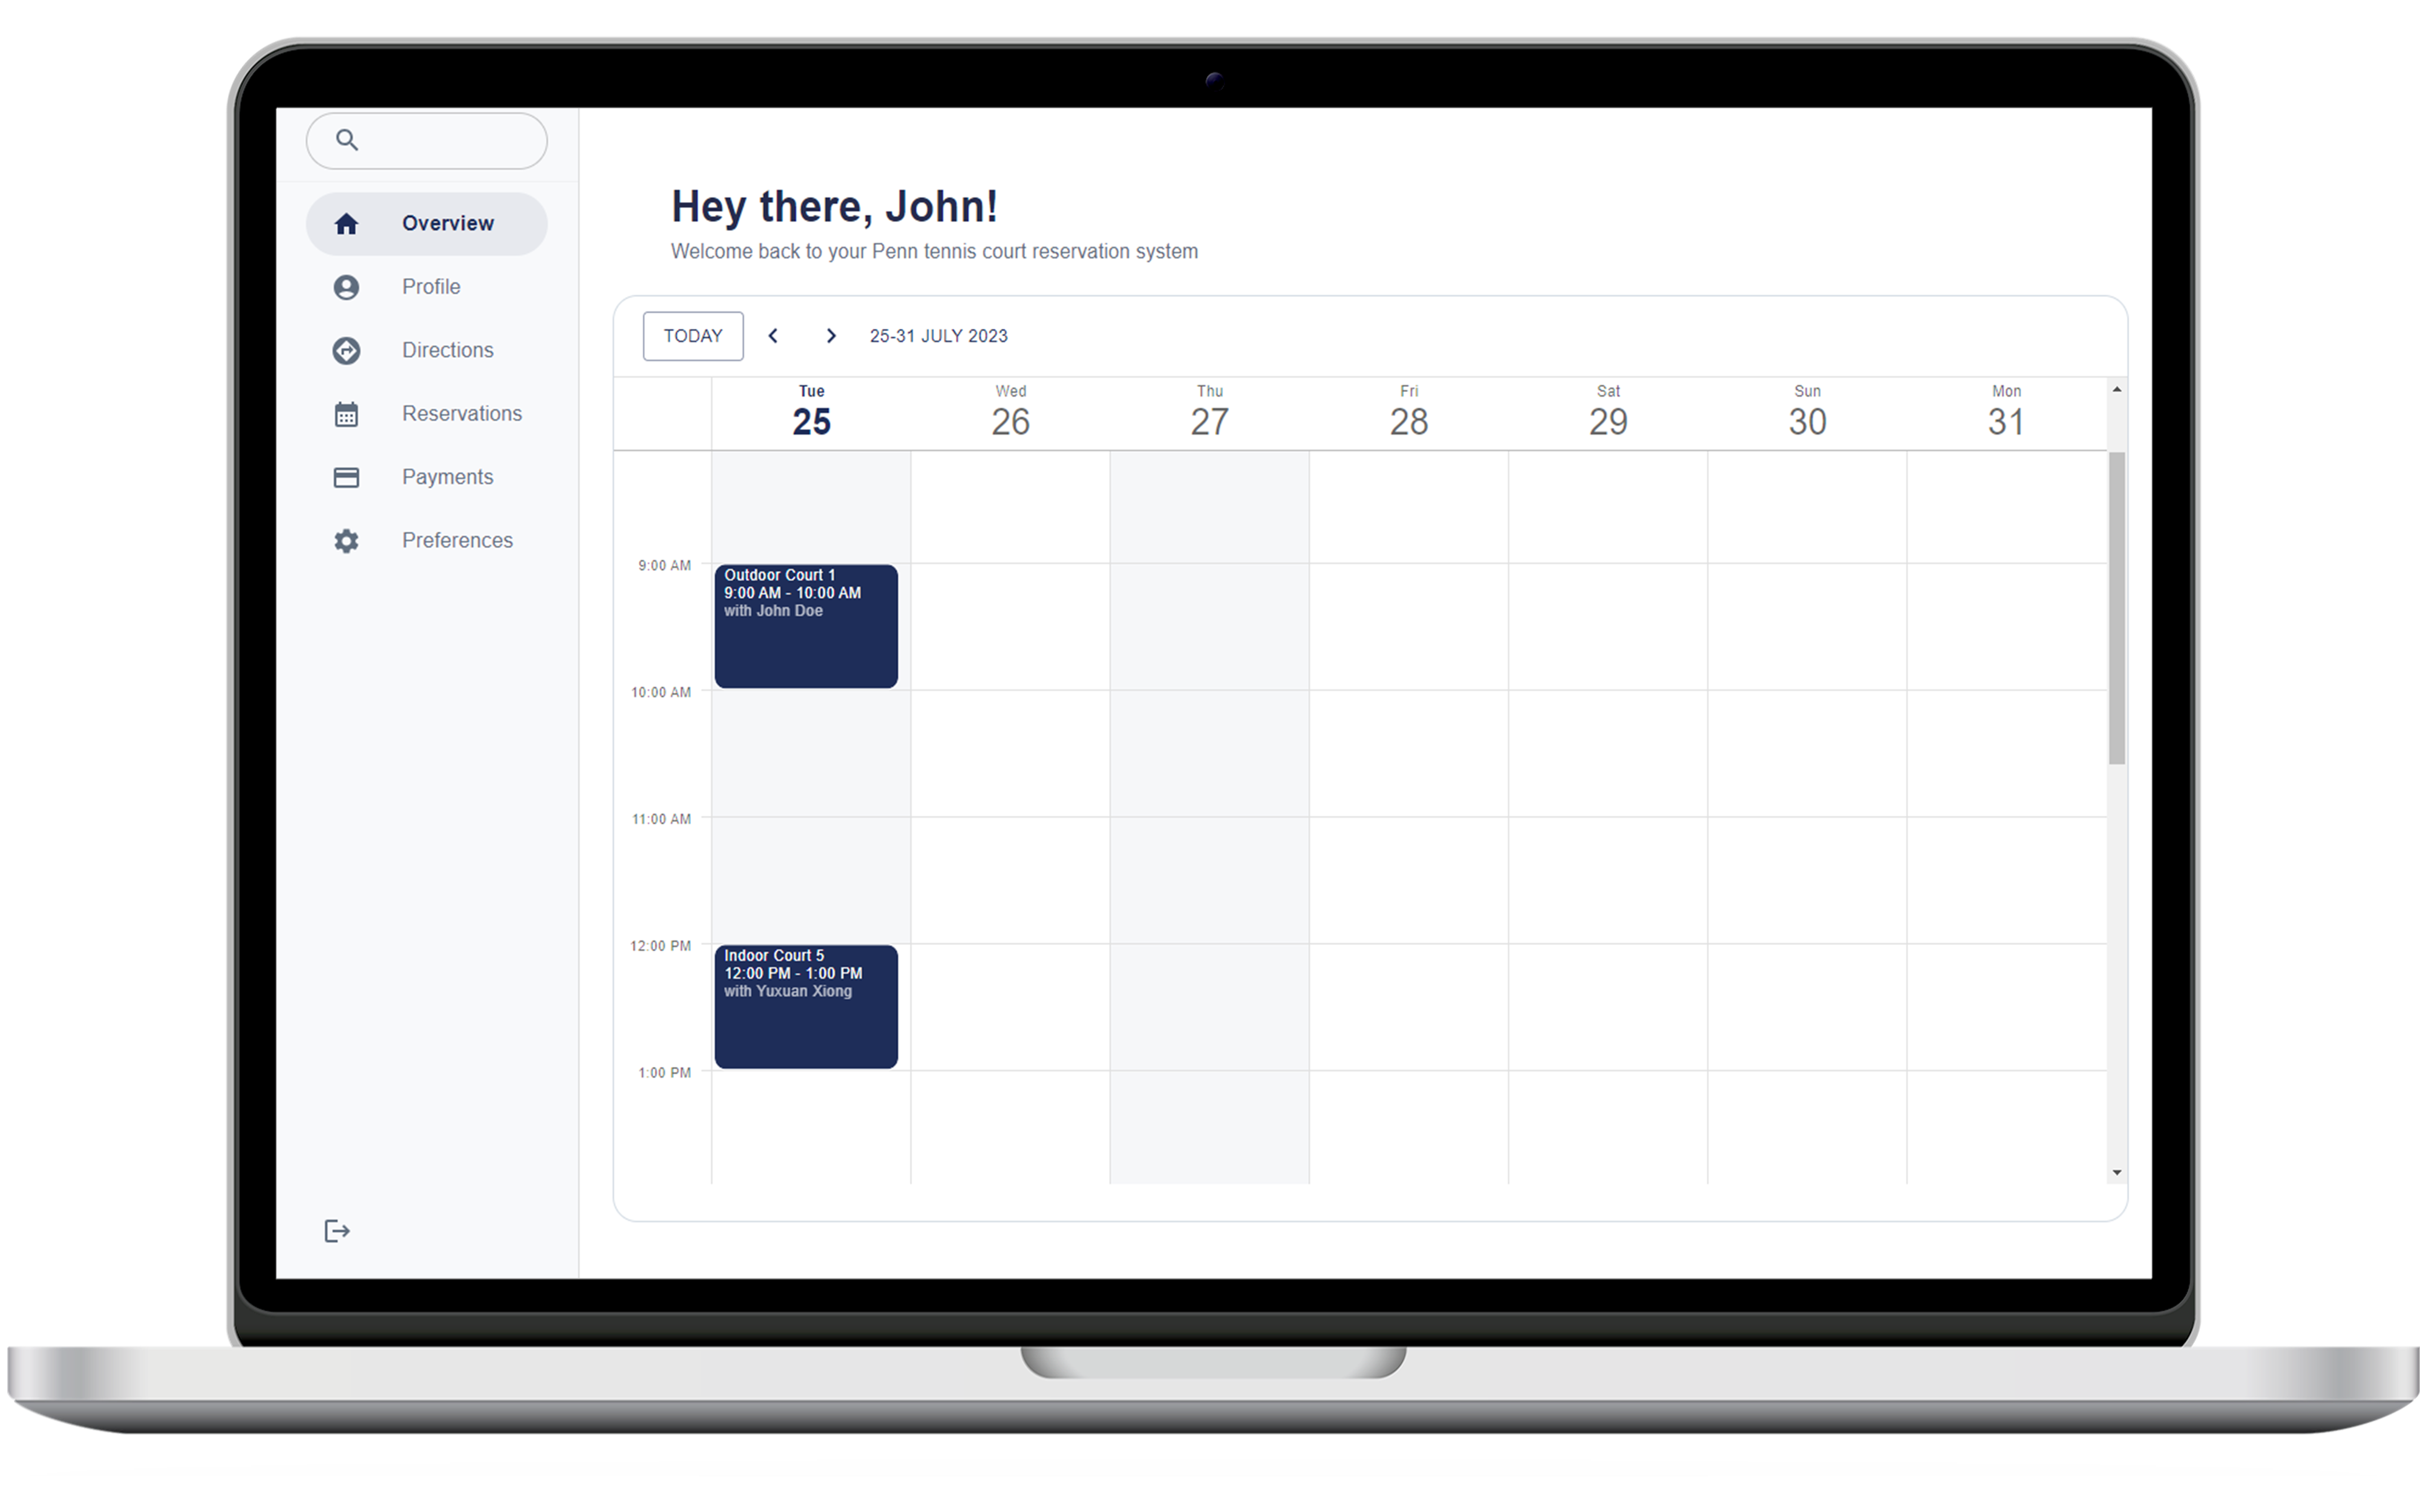 Overview
Profile
Directions
Reservations
Payments
Preferences
Hey there, John!
Welcome back to your Penn tennis court reservation system
TODAY 25-31 JULY 2023
Tue Wed Thu Fri Sat Sun Mon
25 26 27 28 29 30 31
9:00 AM
Outdoor Court 1
9:00 AM - 10:00 AM
with John Doe
10:00 AM
11:00 AM
12:00 PM
Indoor Court 5
12:00 PM - 1:00 PM
with Yuxuan Xiong
1:00 PM